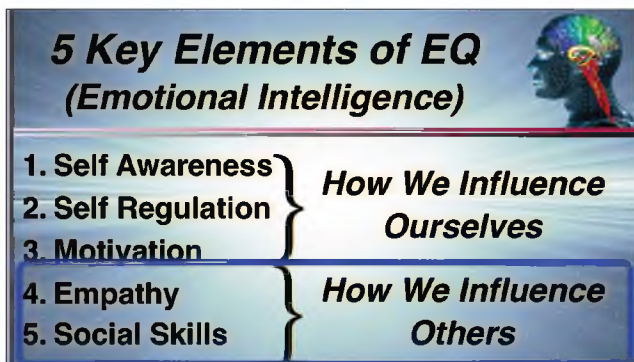 5 Key Elements of EQ
(Emotional Intelligence)
1. Self Awareness
2. Self Regulation
3. Motivation
How We Influence
Ourselves
4. Empathy
5. Social Skills
How We Influence
Others